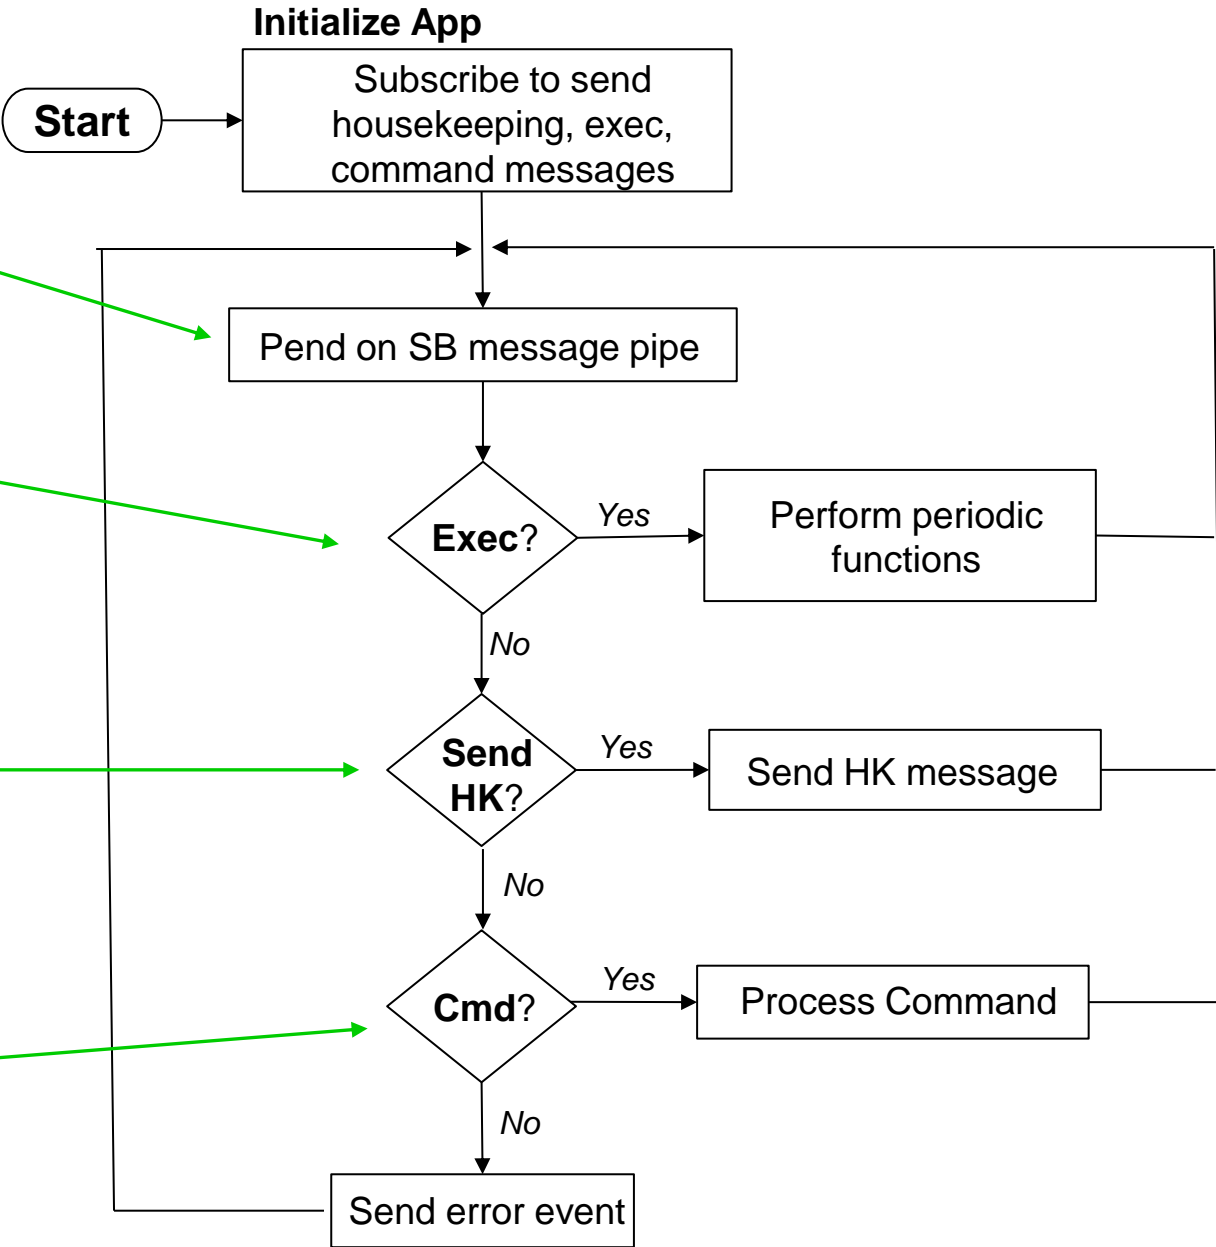 Initialize App
Subscribe to send
housekeeping, exec,
command messages
Start
Pend on SB message pipe
Exec?
Yes
Perform periodic
functions
No
Send
HK?
Yes
Send HK message
No
Cmd?
Yes
Process Command
No
Send error event